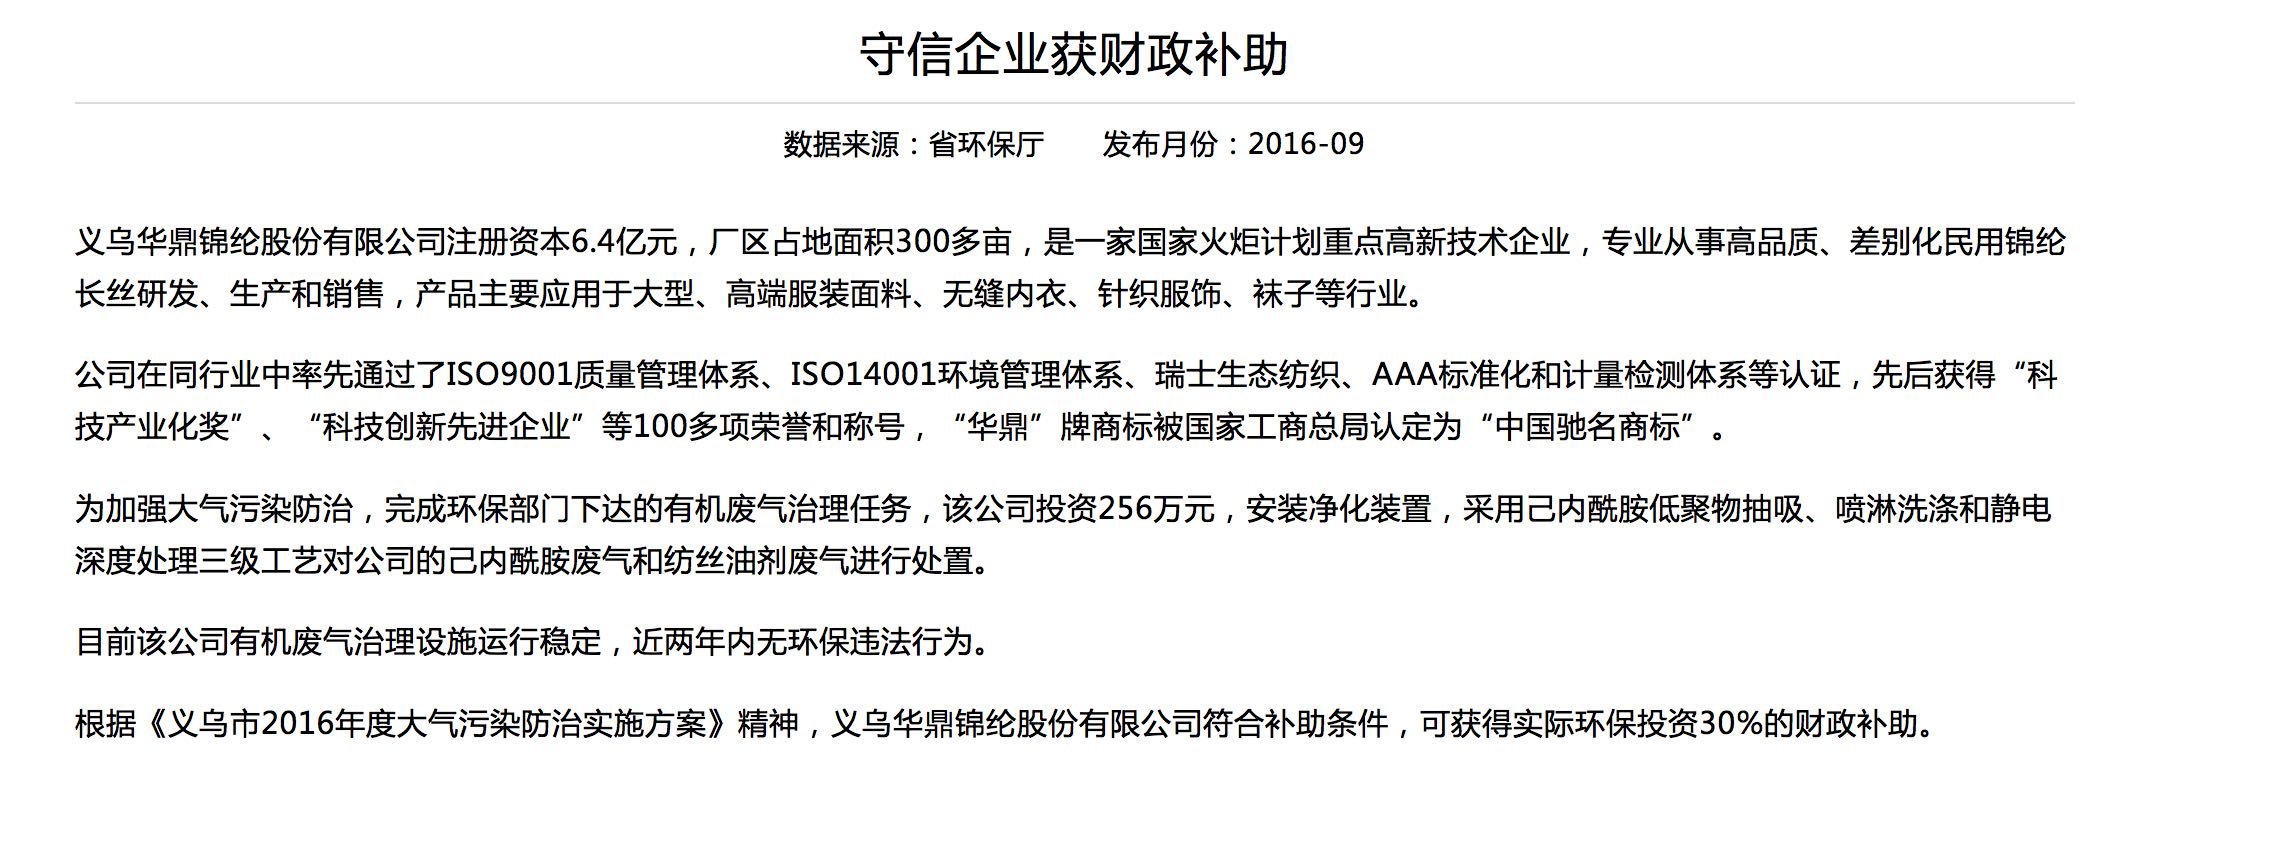 守信企业获财政补助
数据来源：省环保厅　　发布月份：2016-09
义乌华鼎锦纶股份有限公司注册资本6.4亿元，厂区占地面积300多亩，是一家国家火炬计划重点高新技术企业，专业从事高品质、差别化民用锦纶
长丝研发、生产和销售，产品主要应用于大型、高端服装面料、无缝内衣、针织服饰、袜子等行业。
公司在同行业中率先通过了ISO9001质量管理体系、ISO14001环境管理体系、瑞士生态纺织、AAA标准化和计量检测体系等认证，先后获得“科
技产业化奖”、“科技创新先进企业”等100多项荣誉和称号，“华鼎”牌商标被国家工商总局认定为“中国驰名商标”。
为加强大气污染防治，完成环保部门下达的有机废气治理任务，该公司投资256万元，安装净化装置，采用己内酰胺低聚物抽吸、喷淋洗涤和静电
深度处理三级工艺对公司的己内酰胺废气和纺丝油剂废气进行处置。
目前该公司有机废气治理设施运行稳定，近两年内无环保违法行为。
根据《义乌市2016年度大气污染防治实施方案》精神，义乌华鼎锦纶股份有限公司符合补助条件，可获得实际环保投资30%的财政补助。